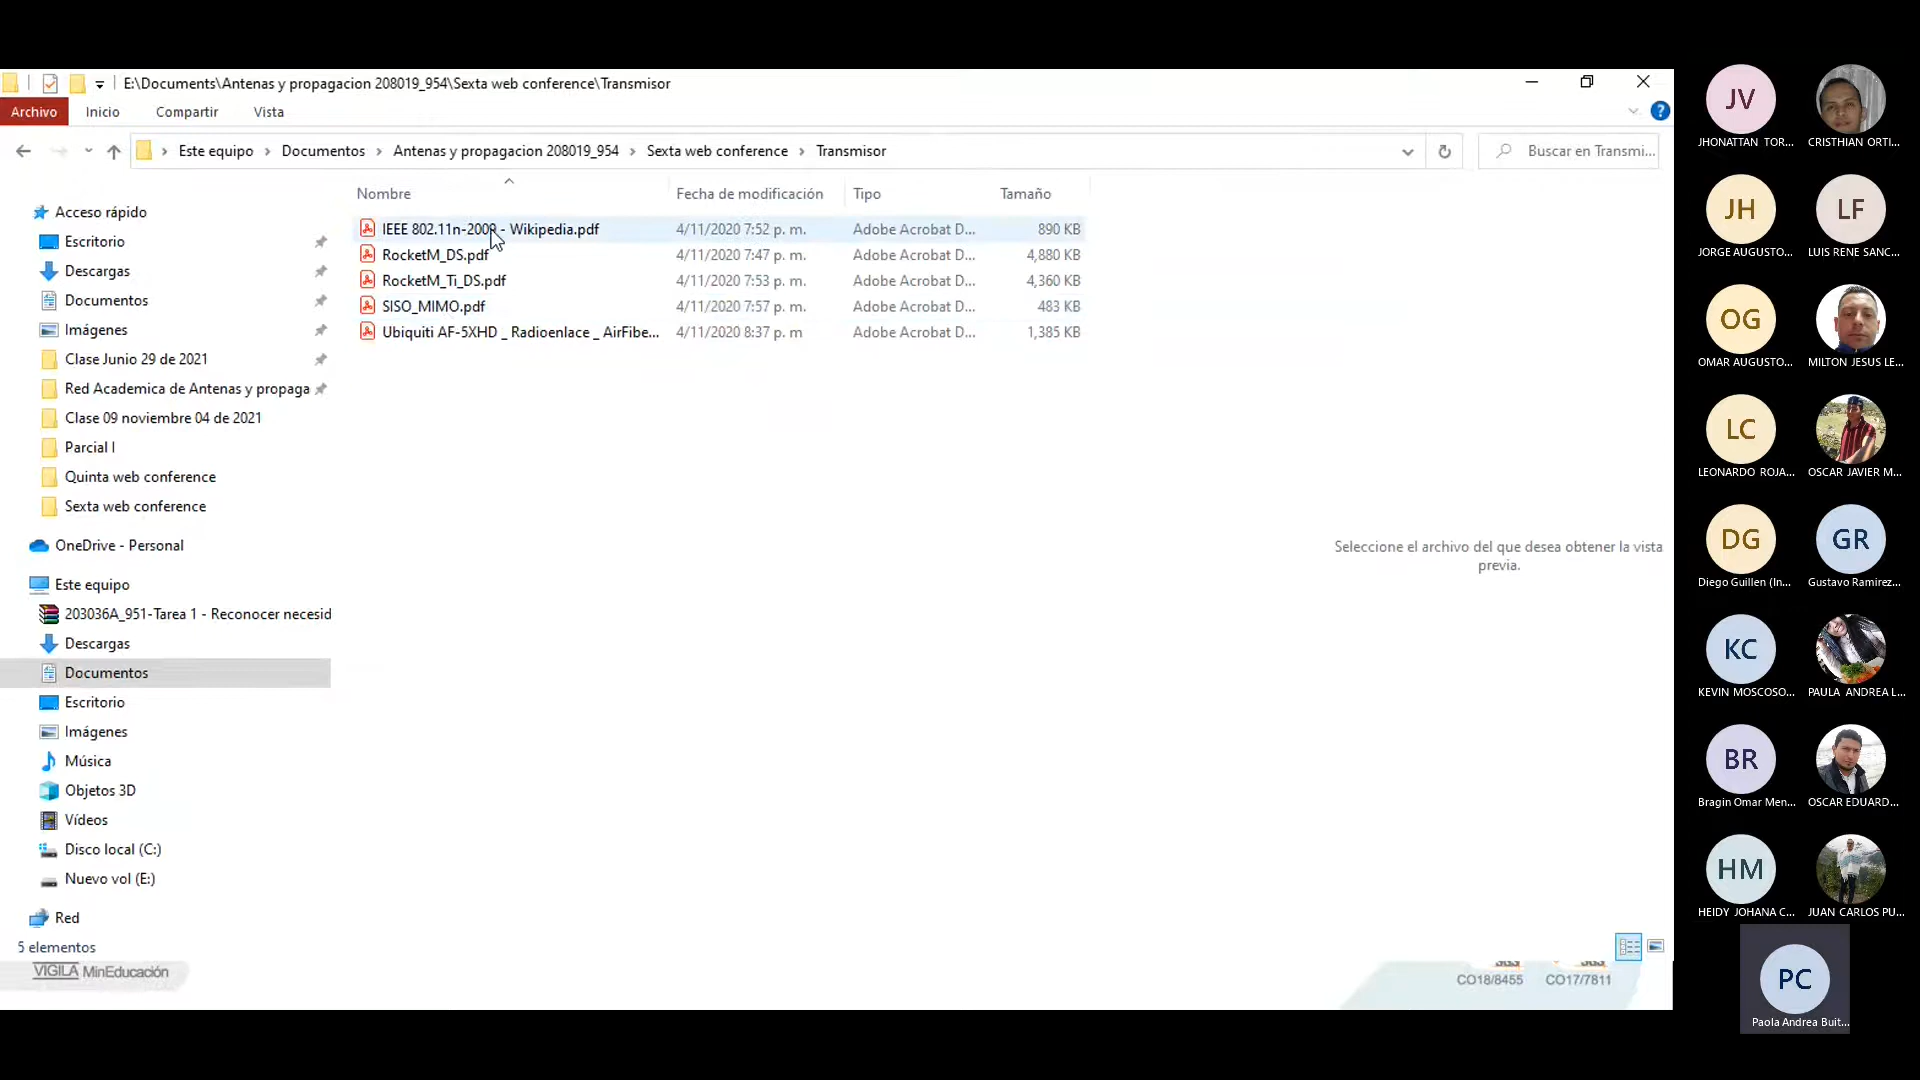 E:\Documents\Antenas y propagacion 208019_954\Sexta web conference\Transmisor
Archivo Inicio Compartir Vista
Este equipo › Documentos › Antenas y propagacion 208019_954 › Sexta web conference › Transmisor
Buscar en Transmi...
Nombre Fecha de modificación Tipo Tamaño
IEEE 802.11n-2009 - Wikipedia.pdf 4/11/2020 7:52 p. m. Adobe Acrobat D... 890 KB
RocketM_DS.pdf 4/11/2020 7:47 p. m. Adobe Acrobat D... 4,880 KB
RocketM_Ti_DS.pdf 4/11/2020 7:53 p. m. Adobe Acrobat D... 4,360 KB
SISO_MIMO.pdf 4/11/2020 7:57 p. m. Adobe Acrobat D... 483 KB
Ubiquiti AF-5XHD _ Radioenlace _ AirFibe... 4/11/2020 8:37 p. m Adobe Acrobat D... 1,385 KB
Acceso rápido
Escritorio
Descargas
Documentos
Imágenes
Clase Junio 29 de 2021
Red Academica de Antenas y propaga
Clase 09 noviembre 04 de 2021
Parcial I
Quinta web conference
Sexta web conference
OneDrive - Personal
Este equipo
203036A_951-Tarea 1 - Reconocer necesid
Descargas
Documentos
Escritorio
Imágenes
Música
Objetos 3D
Vídeos
Disco local (C:)
Nuevo vol (E:)
Red
5 elementos
Seleccione el archivo del que desea obtener la vista
previa.
VIGILA MinEducación
CO18/8455 CO17/7811
JV
JHONATTAN TOR... CRISTHIAN ORTI...
JH LF
JORGE AUGUSTO... LUIS RENE SANC...
OG
OMAR AUGUSTO... MILTON JESUS LE...
LC
LEONARDO ROJA... OSCAR JAVIER M...
DG GR
Diego Guillen (In... Gustavo Ramirez...
KC
KEVIN MOSCOSO... PAULA ANDREA L...
BR
Bragin Omar Men... OSCAR EDUARD...
HM
HEIDY JOHANA C... JUAN CARLOS PU...
PC
Paola Andrea Buit...